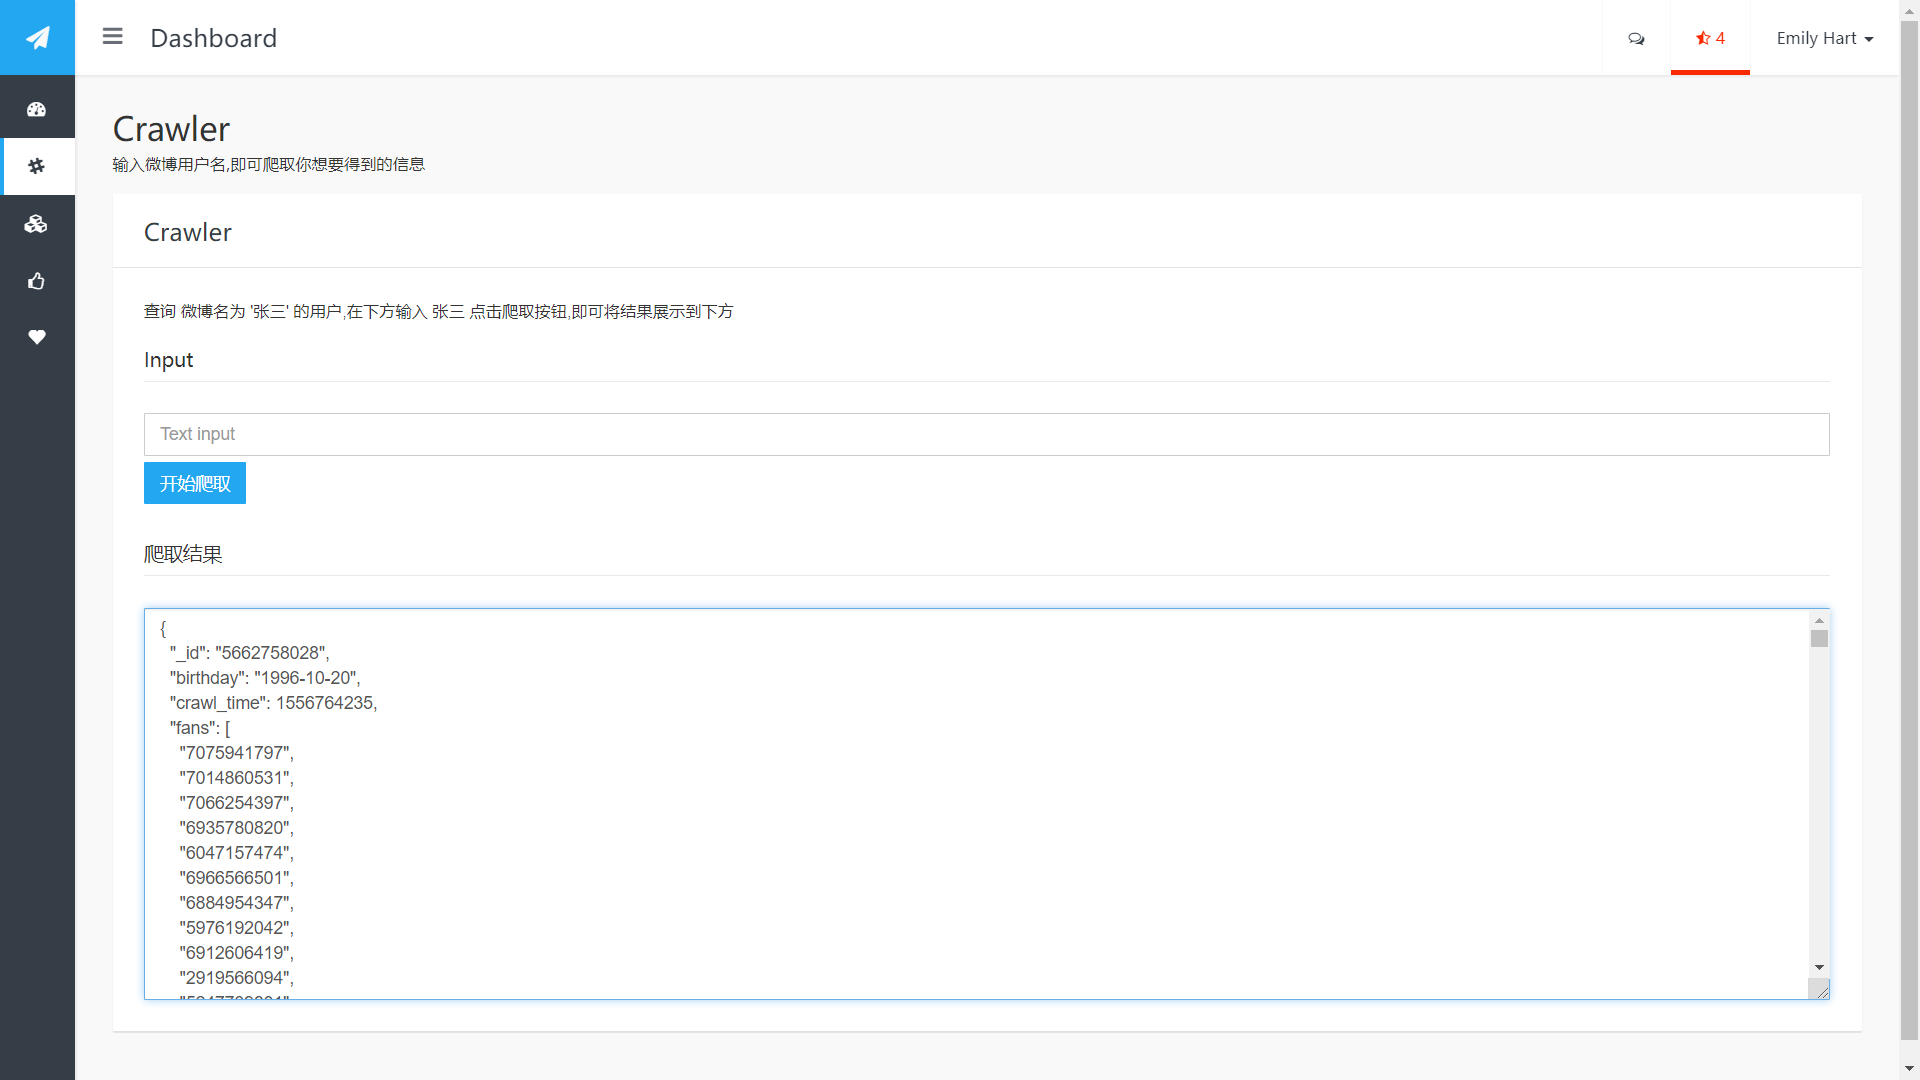 Dashboard
4
Emily Hart
Crawler
输入微博用户名,即可爬取你想要得到的信息
Crawler
查询 微博名为 '张三' 的用户,在下方输入 张三 点击爬取按钮,即可将结果展示到下方
Input
Text input
开始爬取
爬取结果
{
"_id": "5662758028",
"birthday": "1996-10-20",
"crawl_time": 1556764235,
"fans": [
"7075941797",
"7014860531",
"7066254397",
"6935780820",
"6047157474",
"6966566501",
"6884954347",
"5976192042",
"6912606419",
"2919566094",